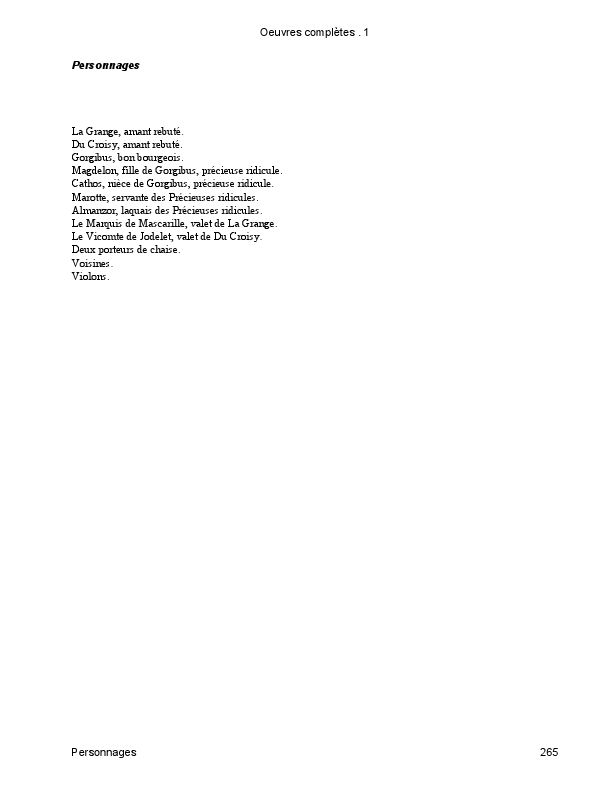 Oeuvres complètes . 1
Personnages
La Grange, amant rebuté.
Du Croisy, amant rebuté.
Gorgibus, bon bourgeois.
Magdelon, fille de Gorgibus, précieuse ridicule.
Cathos, nièce de Gorgibus, précieuse ridicule.
Marotte, servante des Précieuses ridicules.
Almanzor, laquais des Précieuses ridicules.
Le Marquis de Mascarille, valet de La Grange.
Le Vicomte de Jodelet, valet de Du Croisy.
Deux porteurs de chaise.
Voisines.
Violons.
Personnages 265